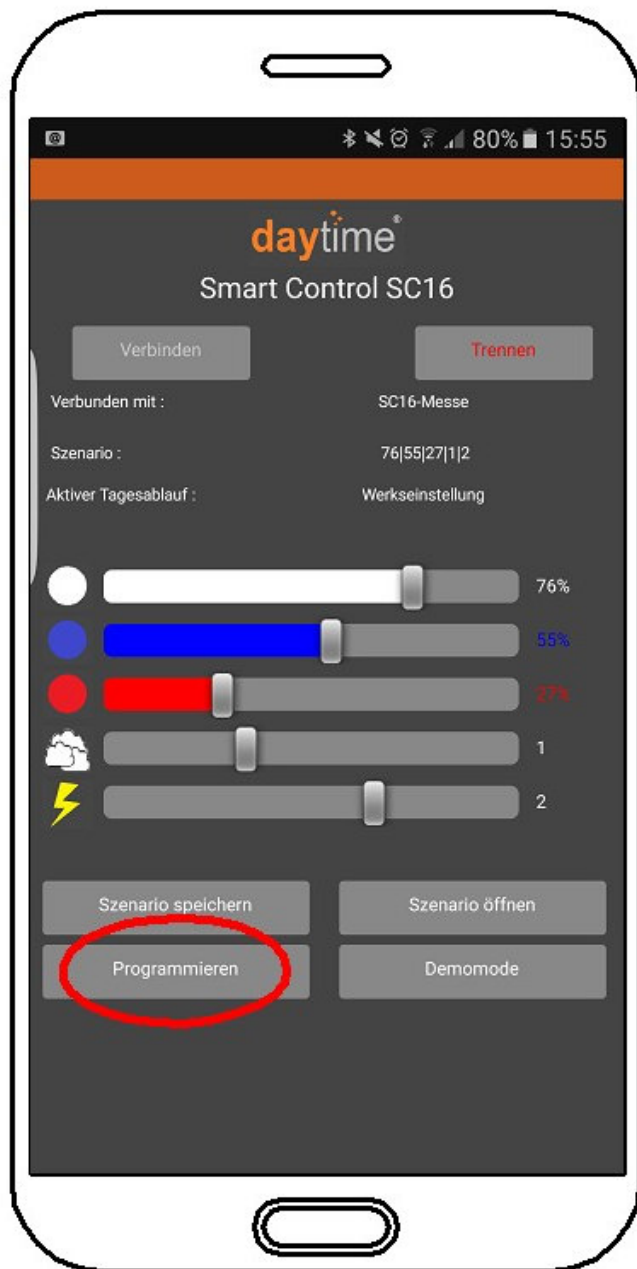 80% 15:55
daytime®
Smart Control SC16
Verbinden Trennen
Verbunden mit : SC16-Messe
Szenario : 76|55|27|1|2
Aktiver Tagesablauf : Werkseinstellung
76%
55%
27%
1
2
Szenario speichern Szenario öffnen
Programmieren Demomode